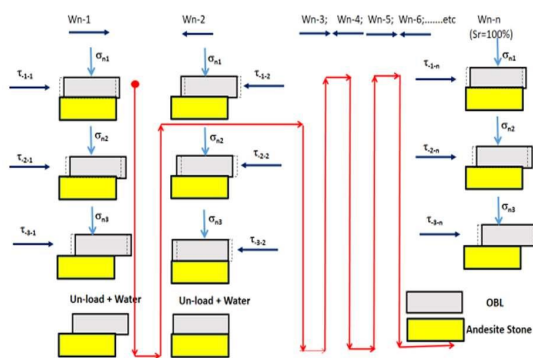 Wn-1
Wn-2
Wn-3;
Wn-4;
Wn-5;
Wn-6;.......etc
Wn-n
(Sr=100%)
σn1
σn1
σn1
τ-1-1
τ-1-2
τ-1-n
σn2
σn2
σn2
τ-2-1
τ-2-2
τ-2-n
σn3
σn3
σn3
τ-3-1
τ-3-2
τ-3-n
Un-load + Water
Un-load + Water
OBL
Andesite Stone